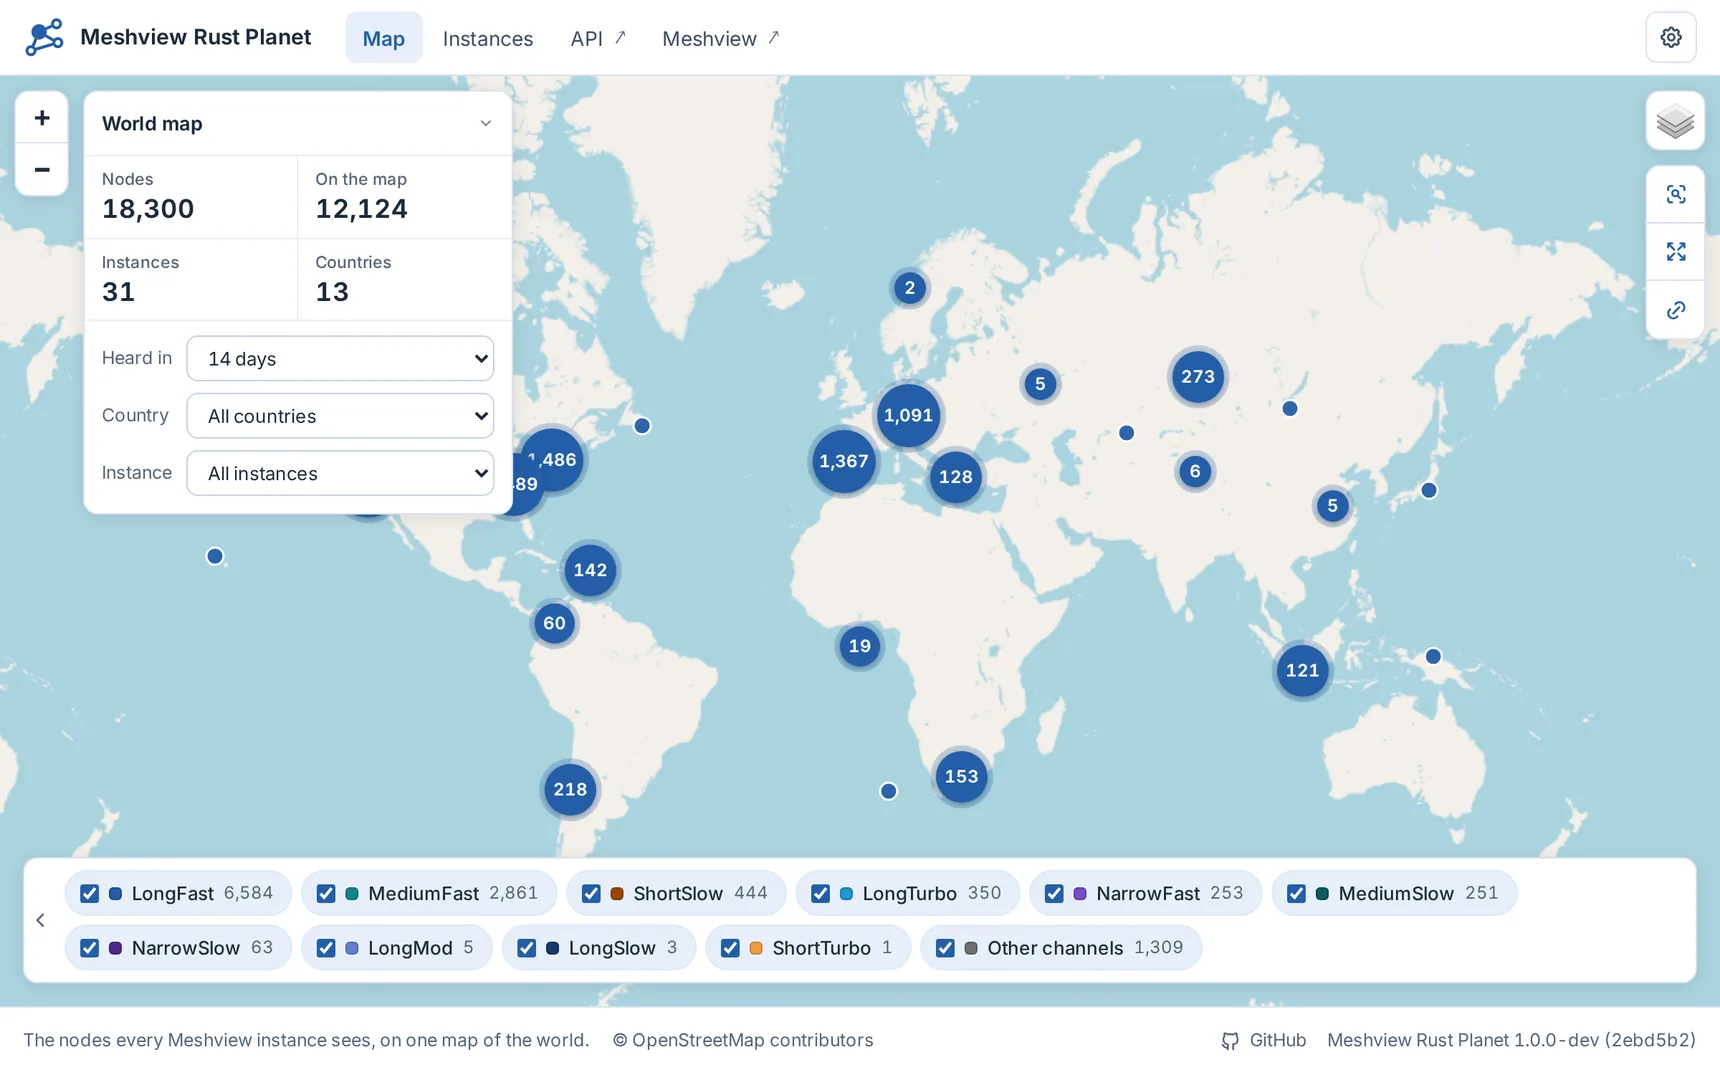 Meshview Rust Planet
Map
Instances
API ↗
Meshview ↗
+
−
World map
Nodes
18,300
On the map
12,124
Instances
31
Countries
13
Heard in
14 days
Country
All countries
Instance
All instances
2
5
273
1,091
1,486
89
1,367
128
6
5
142
60
19
121
153
218
LongFast 6,584
MediumFast 2,861
ShortSlow 444
LongTurbo 350
NarrowFast 253
MediumSlow 251
NarrowSlow 63
LongMod 5
LongSlow 3
ShortTurbo 1
Other channels 1,309
The nodes every Meshview instance sees, on one map of the world.
© OpenStreetMap contributors
GitHub
Meshview Rust Planet 1.0.0-dev (2ebd5b2)